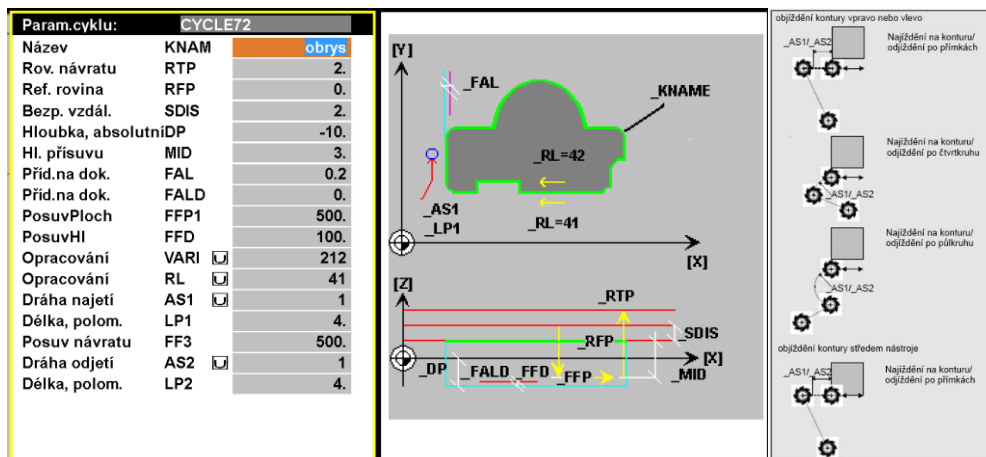 Param.cyklu: CYCLE72
Název KNAM obrys
Rov. návratu RTP 2.
Ref. rovina RFP 0.
Bezp. vzdál. SDIS 2.
Hloubka, absolutníDP -10.
Hl. přísuvu MID 3.
Příd.na dok. FAL 0.2
Příd.na dok. FALD 0.
PosuvPloch FFP1 500.
PosuvHl FFD 100.
Opracování VARI 212
Opracování RL 41
Dráha najetí AS1 1
Délka, polom. LP1 4.
Posuv návratu FF3 500.
Dráha odjetí AS2 1
Délka, polom. LP2 4.
[Y]
_FAL
_KNAME
_RL=42
_AS1
_LP1
_RL=41
[X]
[Z]
_RTP
_SDIS
_RFP
[X]
_DP
_FALD
_FFD
_FFP
_MID
objíždění kontury vpravo nebo vlevo
_AS1/_AS2
Najíždění na konturu/
odjíždění po přímkách
Najíždění na konturu/
odjíždění po čtvrtkruhu
_AS1/_AS2
Najíždění na konturu/
odjíždění po půlkruhu
_AS1/_AS2
objíždění kontury středem nástroje
_AS1/_AS2
Najíždění na konturu/
odjíždění po přímkách